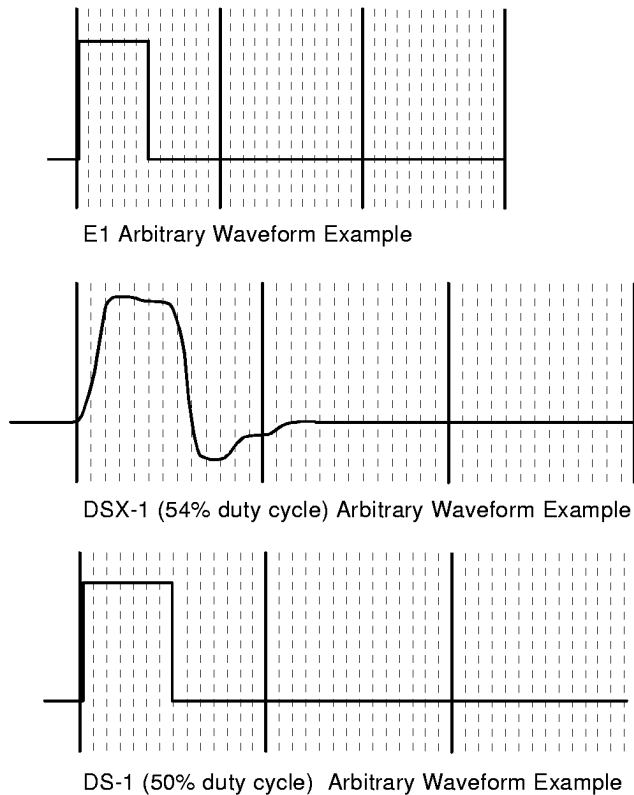 E1 Arbitrary Waveform Example
DSX-1 (54% duty cycle) Arbitrary Waveform Example
DS-1 (50% duty cycle)  Arbitrary Waveform Example